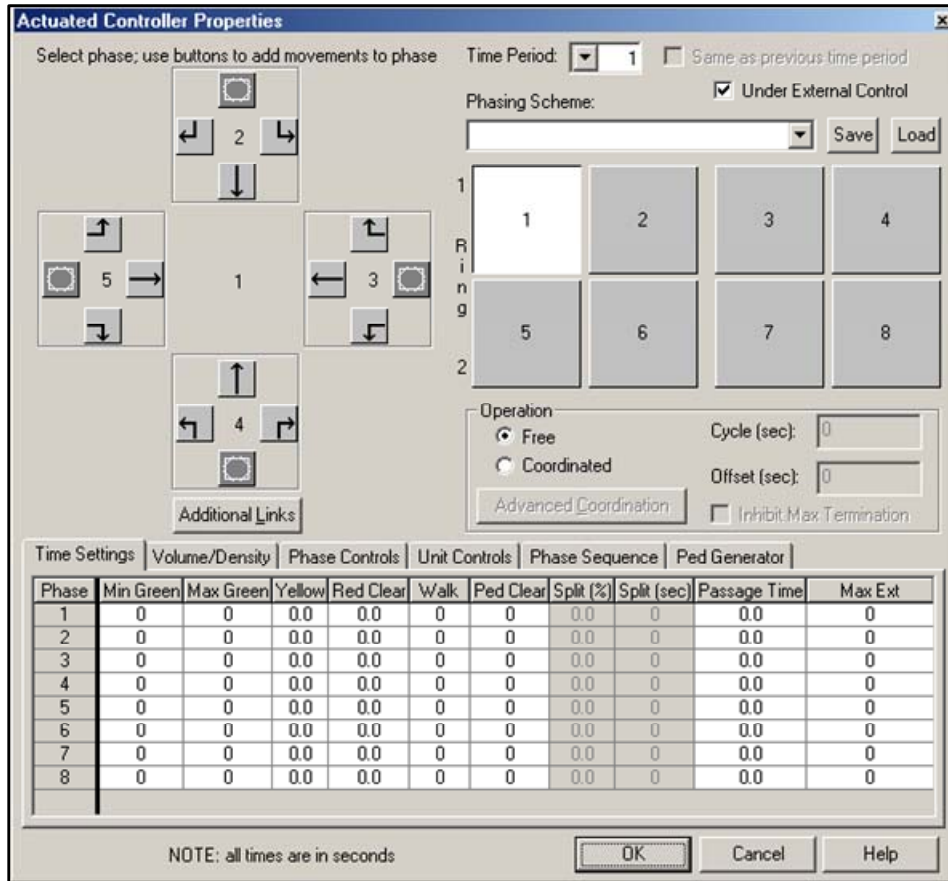 Actuated Controller Properties
Select phase; use buttons to add movements to phase
2
5
1
3
4
Additional Links
Time Period: 1 Same as previous time period
Under External Control
Phasing Scheme:
Save Load
1 Ring 2
1 2 3 4
5 6 7 8
Operation
Free
Coordinated
Advanced Coordination
Cycle (sec): 0
Offset (sec): 0
Inhibit Max Termination
Time Settings Volume/Density Phase Controls Unit Controls Phase Sequence Ped Generator
Phase Min Green Max Green Yellow Red Clear Walk Ped Clear Split (%) Split (sec) Passage Time Max Ext
1 0 0 0.0 0.0 0 0 0.0 0 0.0 0
2 0 0 0.0 0.0 0 0 0.0 0 0.0 0
3 0 0 0.0 0.0 0 0 0.0 0 0.0 0
4 0 0 0.0 0.0 0 0 0.0 0 0.0 0
5 0 0 0.0 0.0 0 0 0.0 0 0.0 0
6 0 0 0.0 0.0 0 0 0.0 0 0.0 0
7 0 0 0.0 0.0 0 0 0.0 0 0.0 0
8 0 0 0.0 0.0 0 0 0.0 0 0.0 0
NOTE: all times are in seconds
OK Cancel Help